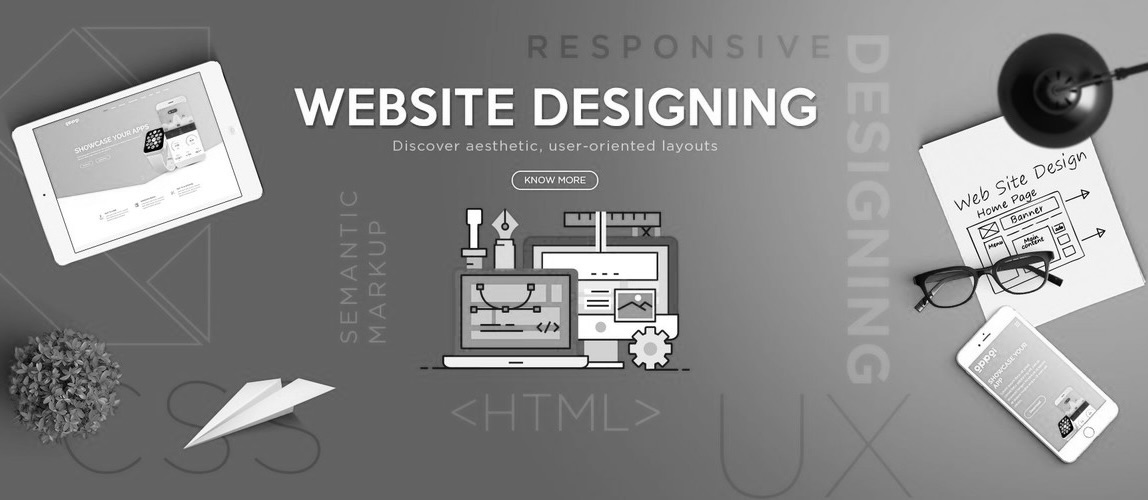 RESPONSIVE
WEBSITE DESIGNING
Discover aesthetic, user-oriented layouts
KNOW MORE
DESIGNING
SEMANTIC
MARKUP
</>
<HTML>
CSS
UX
SHOWCASE YOUR APPS
Web Site Design
Home Page
Banner
Menu
Main
content
SHOWCASE YOUR
APP